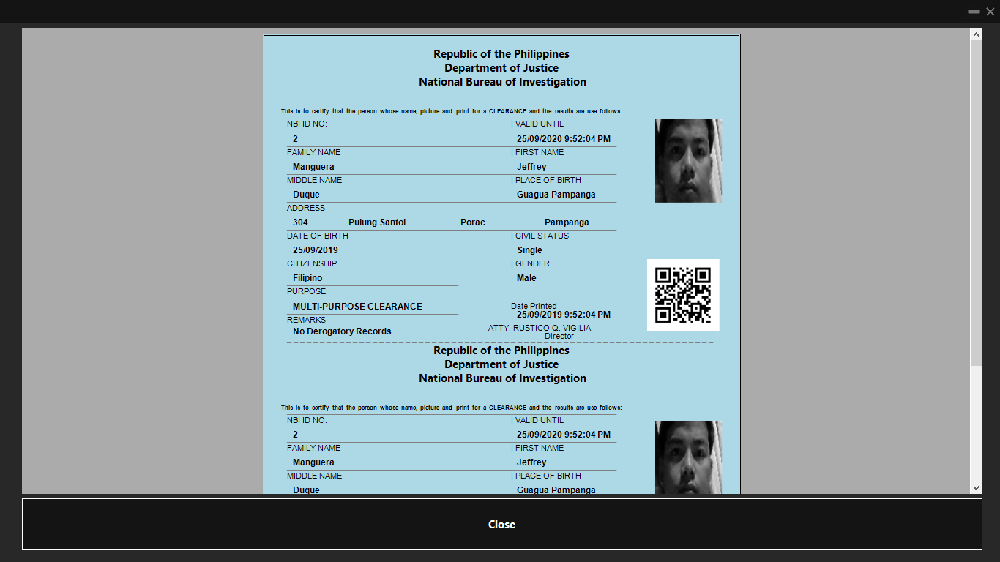 Republic of the Philippines
Department of Justice
National Bureau of Investigation
This is to certify that the person whose name, picture and print for a CLEARANCE and the results are use follows:
NBI ID NO: | VALID UNTIL
2 25/09/2020 9:52:04 PM
FAMILY NAME | FIRST NAME
Manguera Jeffrey
MIDDLE NAME | PLACE OF BIRTH
Duque Guagua Pampanga
ADDRESS
304 Pulung Santol Porac Pampanga
DATE OF BIRTH | CIVIL STATUS
25/09/2019 Single
CITIZENSHIP | GENDER
Filipino Male
PURPOSE
MULTI-PURPOSE CLEARANCE Date Printed
25/09/2019 9:52:04 PM
REMARKS
No Derogatory Records ATTY. RUSTICO Q. VIGILIA
Director
Republic of the Philippines
Department of Justice
National Bureau of Investigation
This is to certify that the person whose name, picture and print for a CLEARANCE and the results are use follows:
NBI ID NO: | VALID UNTIL
2 25/09/2020 9:52:04 PM
FAMILY NAME | FIRST NAME
Manguera Jeffrey
MIDDLE NAME | PLACE OF BIRTH
Duque Guagua Pampanga
Close